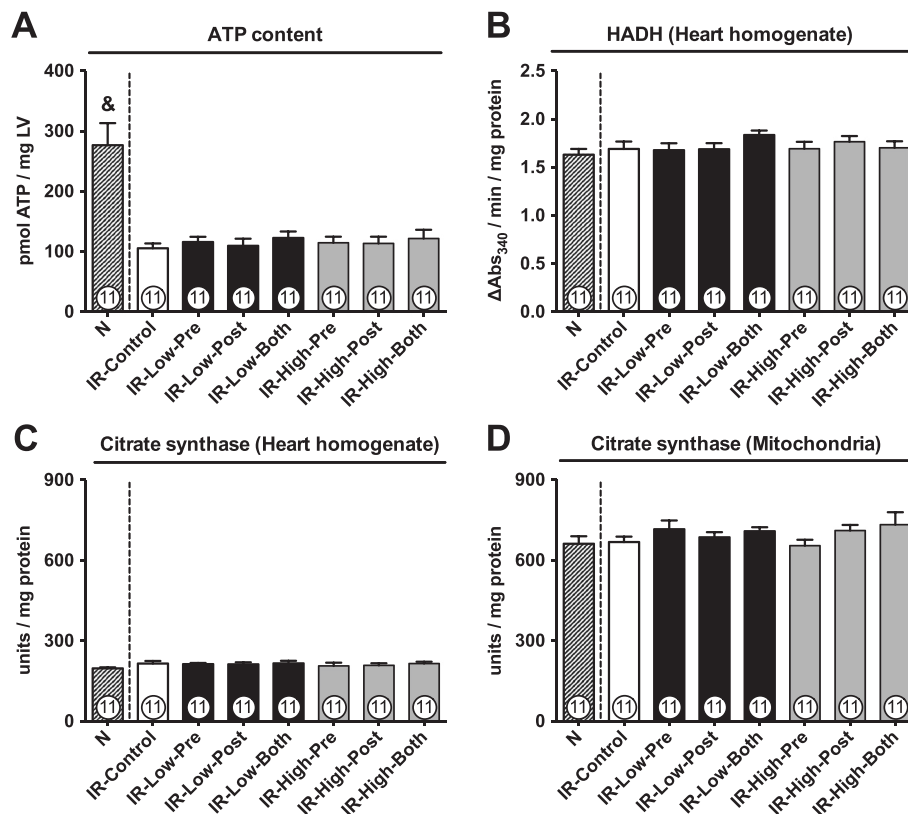 A
ATP content
pmol ATP / mg LV
400
300
200
100
0
&
11 11 11 11 11 11 11 11
N
IR-Control
IR-Low-Pre
IR-Low-Post
IR-Low-Both
IR-High-Pre
IR-High-Post
IR-High-Both
B
HADH (Heart homogenate)
ΔAbs340 / min / mg protein
2.5
2.0
1.5
1.0
0.5
0.0
11 11 11 11 11 11 11 11
N
IR-Control
IR-Low-Pre
IR-Low-Post
IR-Low-Both
IR-High-Pre
IR-High-Post
IR-High-Both
C
Citrate synthase (Heart homogenate)
units / mg protein
900
600
300
0
11 11 11 11 11 11 11 11
N
IR-Control
IR-Low-Pre
IR-Low-Post
IR-Low-Both
IR-High-Pre
IR-High-Post
IR-High-Both
D
Citrate synthase (Mitochondria)
units / mg protein
900
600
300
0
11 11 11 11 11 11 11 11
N
IR-Control
IR-Low-Pre
IR-Low-Post
IR-Low-Both
IR-High-Pre
IR-High-Post
IR-High-Both